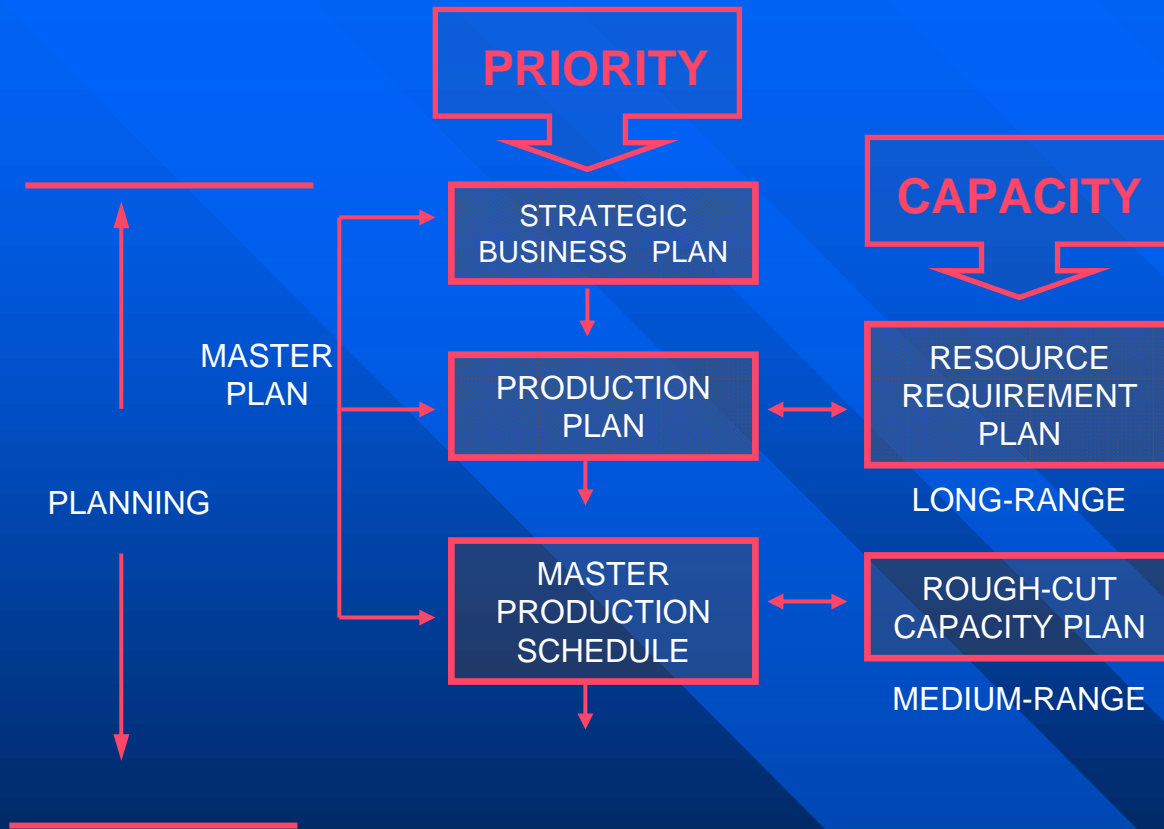 PRIORITY
CAPACITY
STRATEGIC
BUSINESS PLAN
MASTER
PLAN
PRODUCTION
PLAN
RESOURCE
REQUIREMENT
PLAN
LONG-RANGE
PLANNING
MASTER
PRODUCTION
SCHEDULE
ROUGH-CUT
CAPACITY PLAN
MEDIUM-RANGE